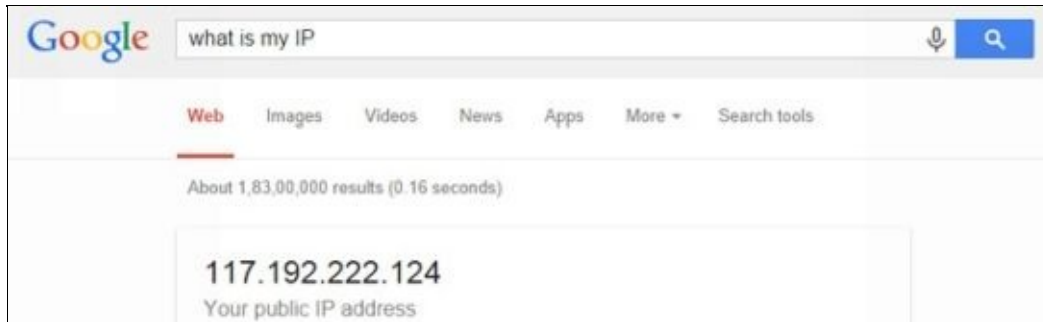 Google what is my IP
Web Images Videos News Apps More Search tools
About 1,83,00,000 results (0.16 seconds)
117.192.222.124
Your public IP address